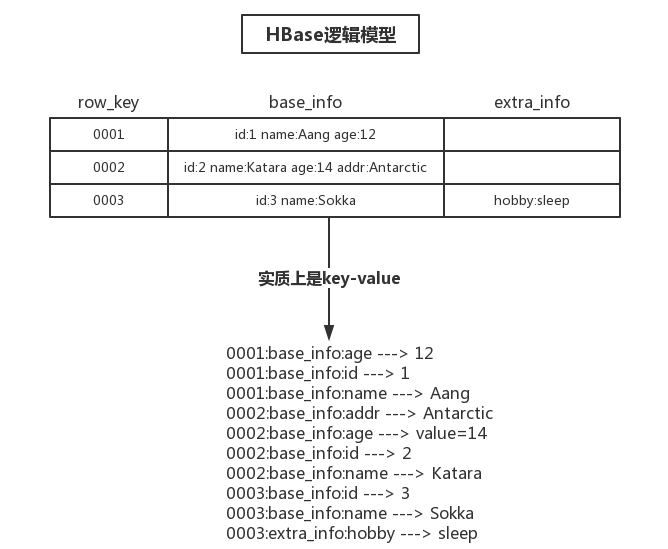 HBase逻辑模型
row_key base_info extra_info
0001 id:1 name:Aang age:12
0002 id:2 name:Katara age:14 addr:Antarctic
0003 id:3 name:Sokka hobby:sleep
实质上是key-value
0001:base_info:age ---> 12
0001:base_info:id ---> 1
0001:base_info:name ---> Aang
0002:base_info:addr ---> Antarctic
0002:base_info:age ---> value=14
0002:base_info:id ---> 2
0002:base_info:name ---> Katara
0003:base_info:id ---> 3
0003:base_info:name ---> Sokka
0003:extra_info:hobby ---> sleep